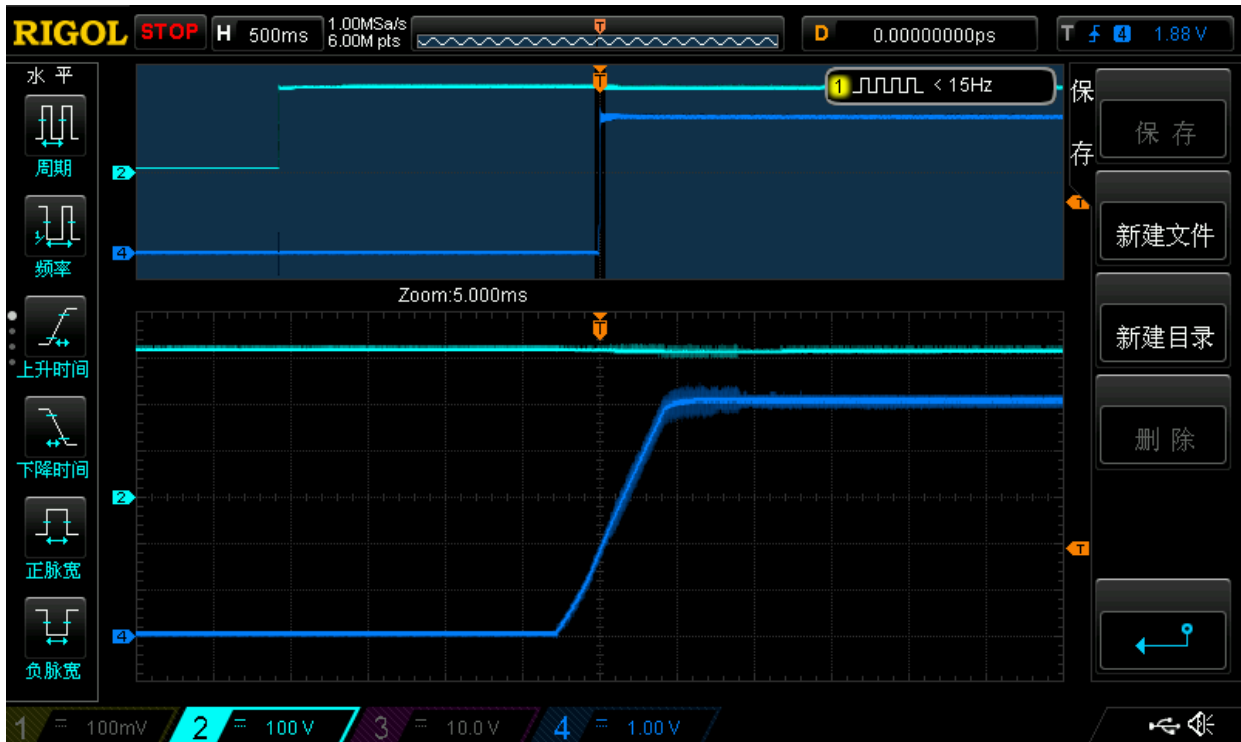 RIGOL STOP H 500ms 1.00MSa/s 6.00M pts T D 0.00000000ps T 4 1.88 V
水平
周期
频率
上升时间
下降时间
正脉宽
负脉宽
T
1 < 15Hz
2
4
T
Zoom:5.000ms
T
2
4
T
保存
保存
新建文件
新建目录
删除
1 100mV 2 100 V 3 10.0 V 4 1.00 V